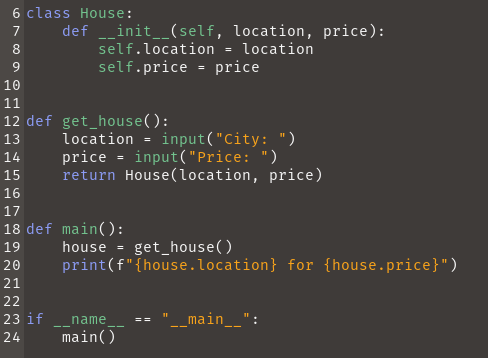 6 class House:
7     def __init__(self, location, price):
8         self.location = location
9         self.price = price
10
11
12 def get_house():
13     location = input("City: ")
14     price = input("Price: ")
15     return House(location, price)
16
17
18 def main():
19     house = get_house()
20     print(f"{house.location} for {house.price}")
21
22
23 if __name__ == "__main__":
24     main()